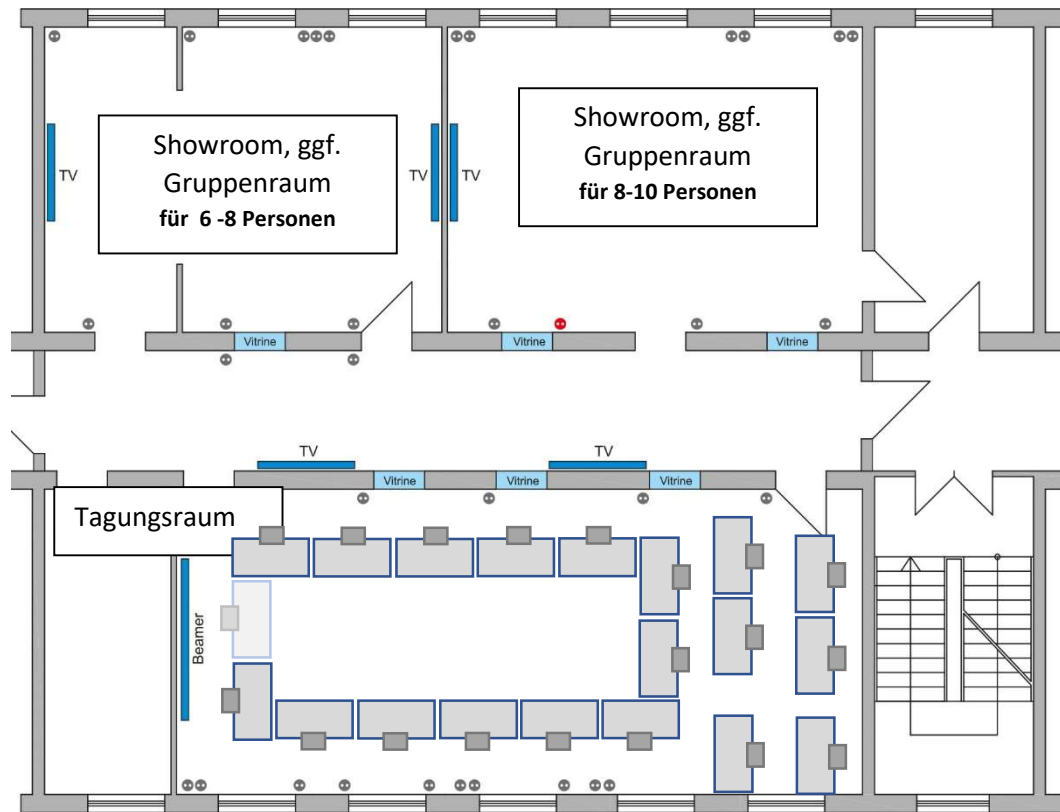 Showroom, ggf.
Gruppenraum
für 6 -8 Personen
Showroom, ggf.
Gruppenraum
für 8-10 Personen
TV
TV
TV
Vitrine
Vitrine
Vitrine
TV
TV
Vitrine
Vitrine
Vitrine
Tagungsraum
Beamer